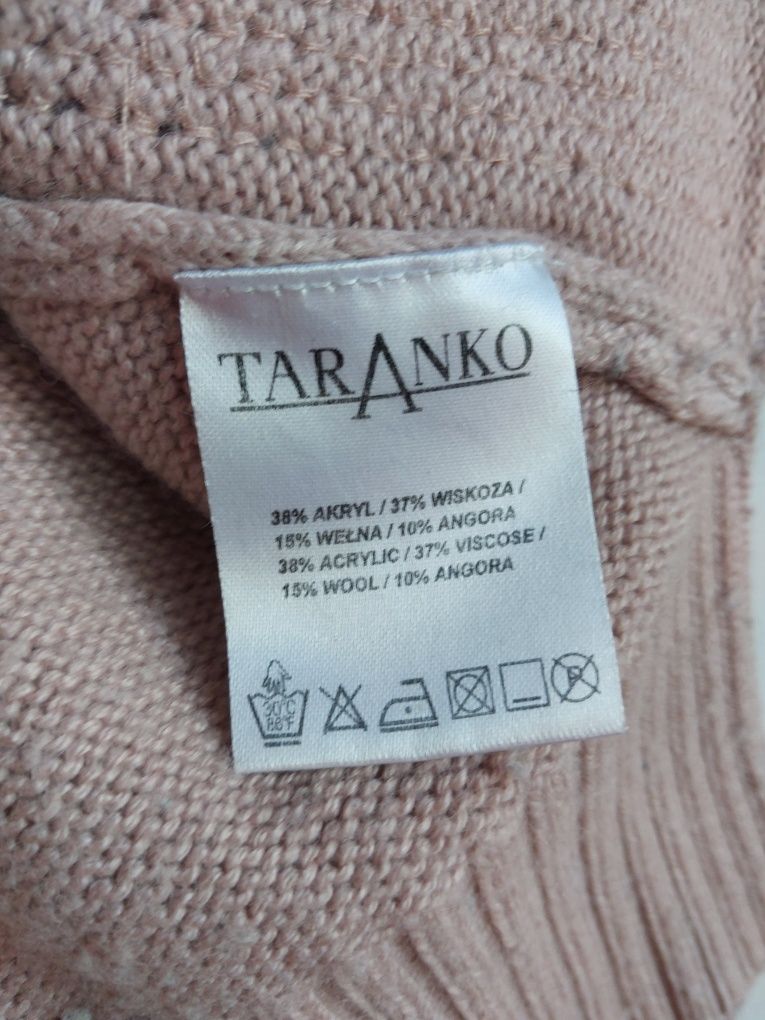 TARANKO
38% AKRYL / 37% WISKOZA /
15% WEŁNA / 10% ANGORA
38% ACRYLIC / 37% VISCOSE /
15% WOOL / 10% ANGORA
30°C
86°F
P